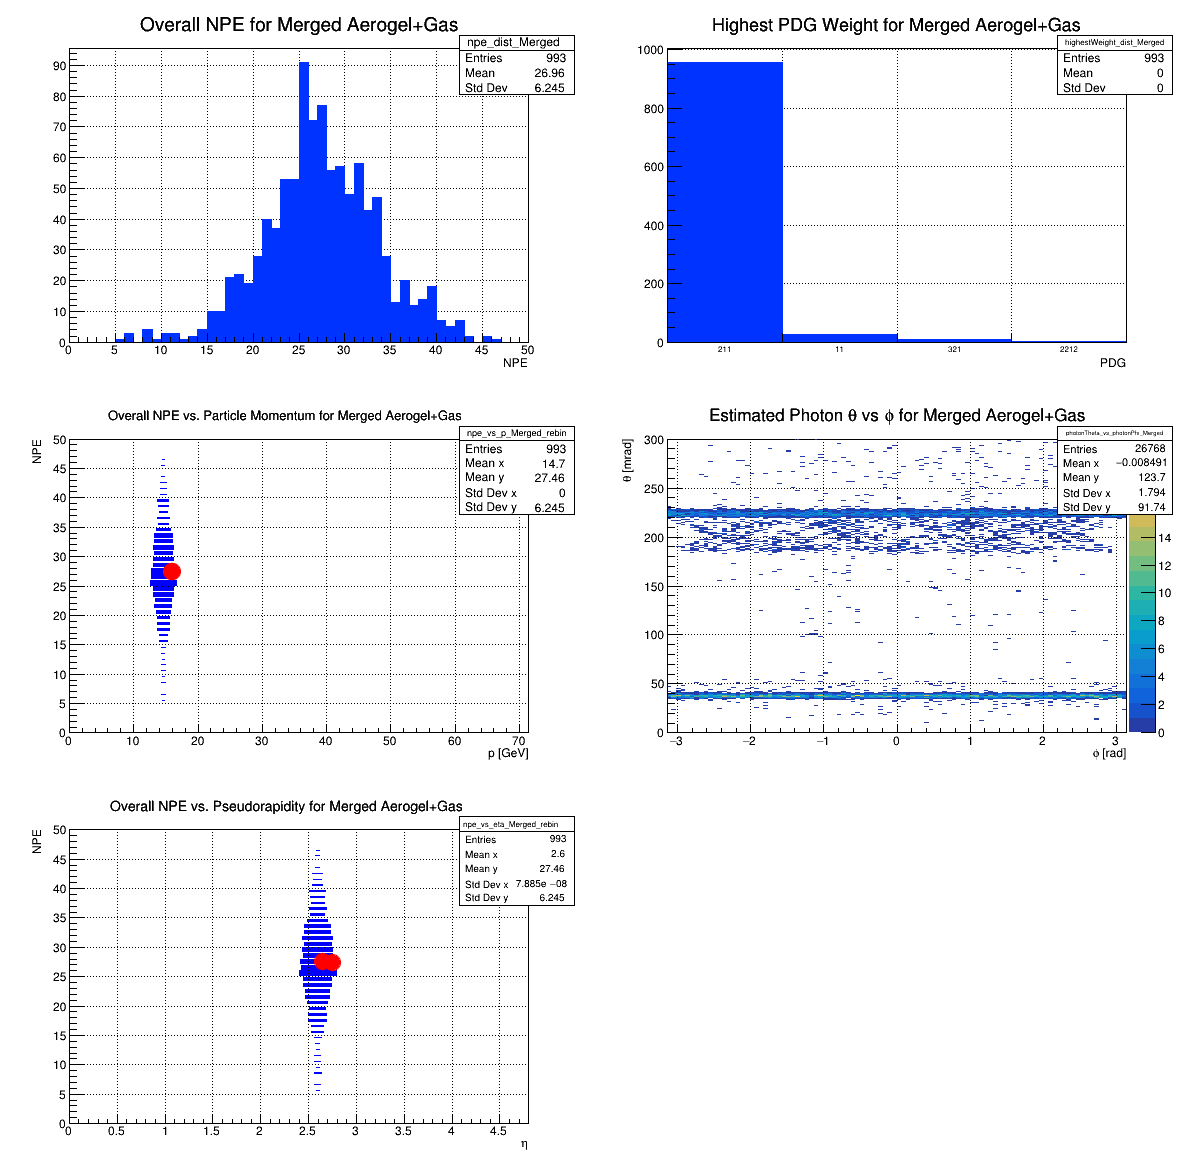 Overall NPE for Merged Aerogel+Gas
npe_dist_Merged
Entries 993
Mean 26.96
Std Dev 6.245
90
80
70
60
50
40
30
20
10
0
0 5 10 15 20 25 30 35 40 45 50
NPE
Highest PDG Weight for Merged Aerogel+Gas
highestWeight_dist_Merged
Entries 993
Mean 0
Std Dev 0
1000
800
600
400
200
0
211 11 321 2212
PDG
Overall NPE vs. Particle Momentum for Merged Aerogel+Gas
npe_vs_p_Merged_rebin
Entries 993
Mean x 14.7
Mean y 27.46
Std Dev x 0
Std Dev y 6.245
NPE
50
45
40
35
30
25
20
15
10
5
0
0 10 20 30 40 50 60 70
p [GeV]
Estimated Photon θ vs ϕ for Merged Aerogel+Gas
photonTheta_vs_photonPhi_Merged
Entries 26768
Mean x −0.008491
Mean y 123.7
Std Dev x 1.794
Std Dev y 91.74
θ [mrad]
300
250
200
150
100
50
0
−3 −2 −1 0 1 2 3
ϕ [rad]
14
12
10
8
6
4
2
0
Overall NPE vs. Pseudorapidity for Merged Aerogel+Gas
npe_vs_eta_Merged_rebin
Entries 993
Mean x 2.6
Mean y 27.46
Std Dev x 7.885e −08
Std Dev y 6.245
NPE
50
45
40
35
30
25
20
15
10
5
0
0 0.5 1 1.5 2 2.5 3 3.5 4 4.5
η